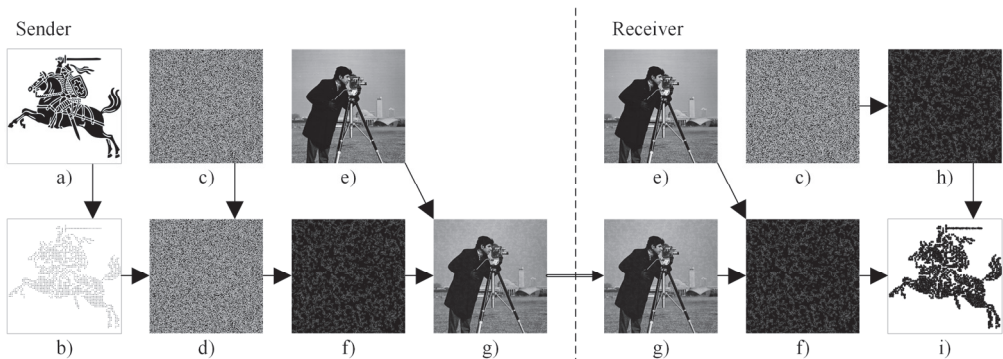 Sender
Receiver
a) c) e) e) c) h)
b) d) f) g) g) f) i)